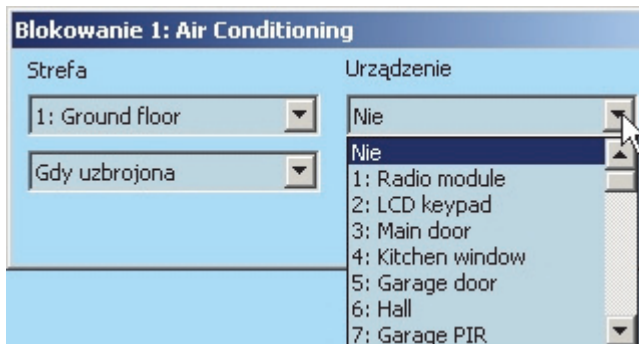 Blokowanie 1: Air Conditioning
Strefa
Urządzenie
1: Ground floor
Nie
Gdy uzbrojona
Nie
1: Radio module
2: LCD keypad
3: Main door
4: Kitchen window
5: Garage door
6: Hall
7: Garage PIR